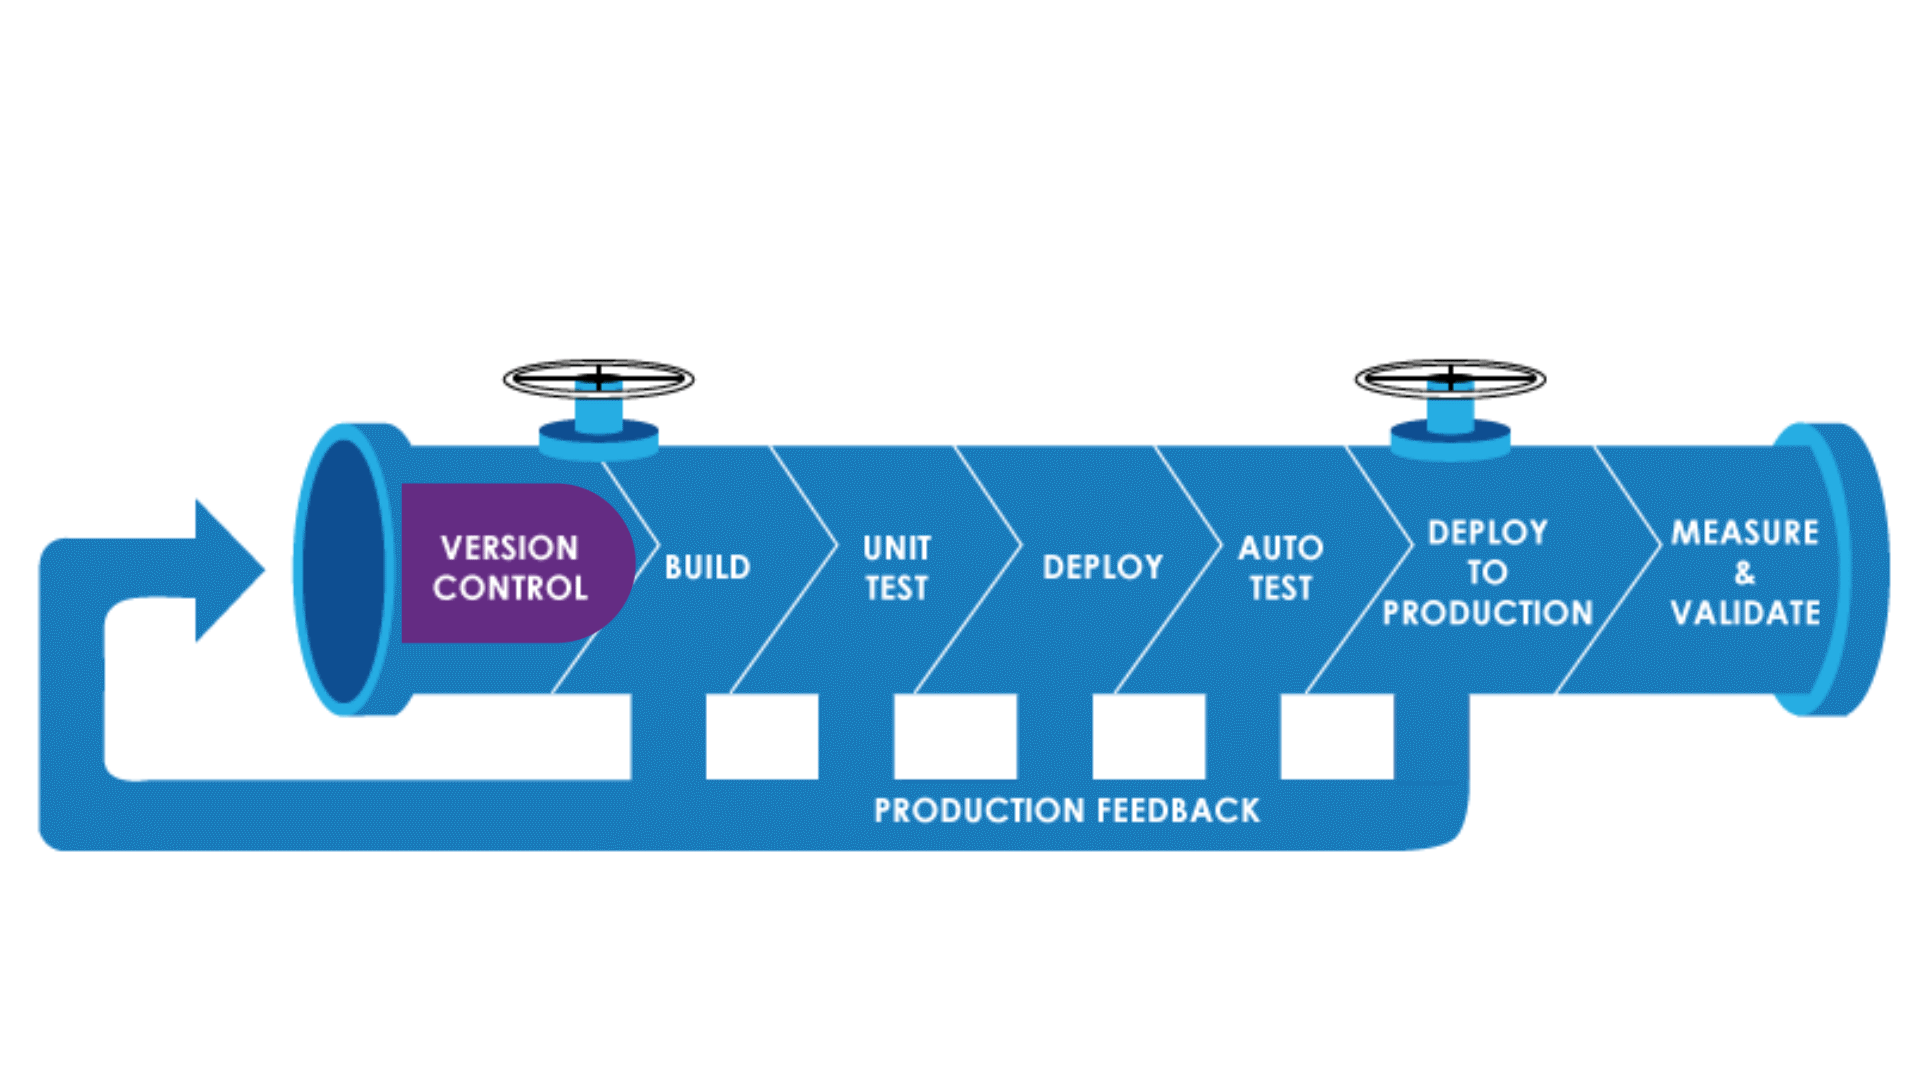 VERSION
CONTROL
BUILD
UNIT
TEST
DEPLOY
AUTO
TEST
DEPLOY
TO
PRODUCTION
MEASURE
&
VALIDATE
PRODUCTION FEEDBACK